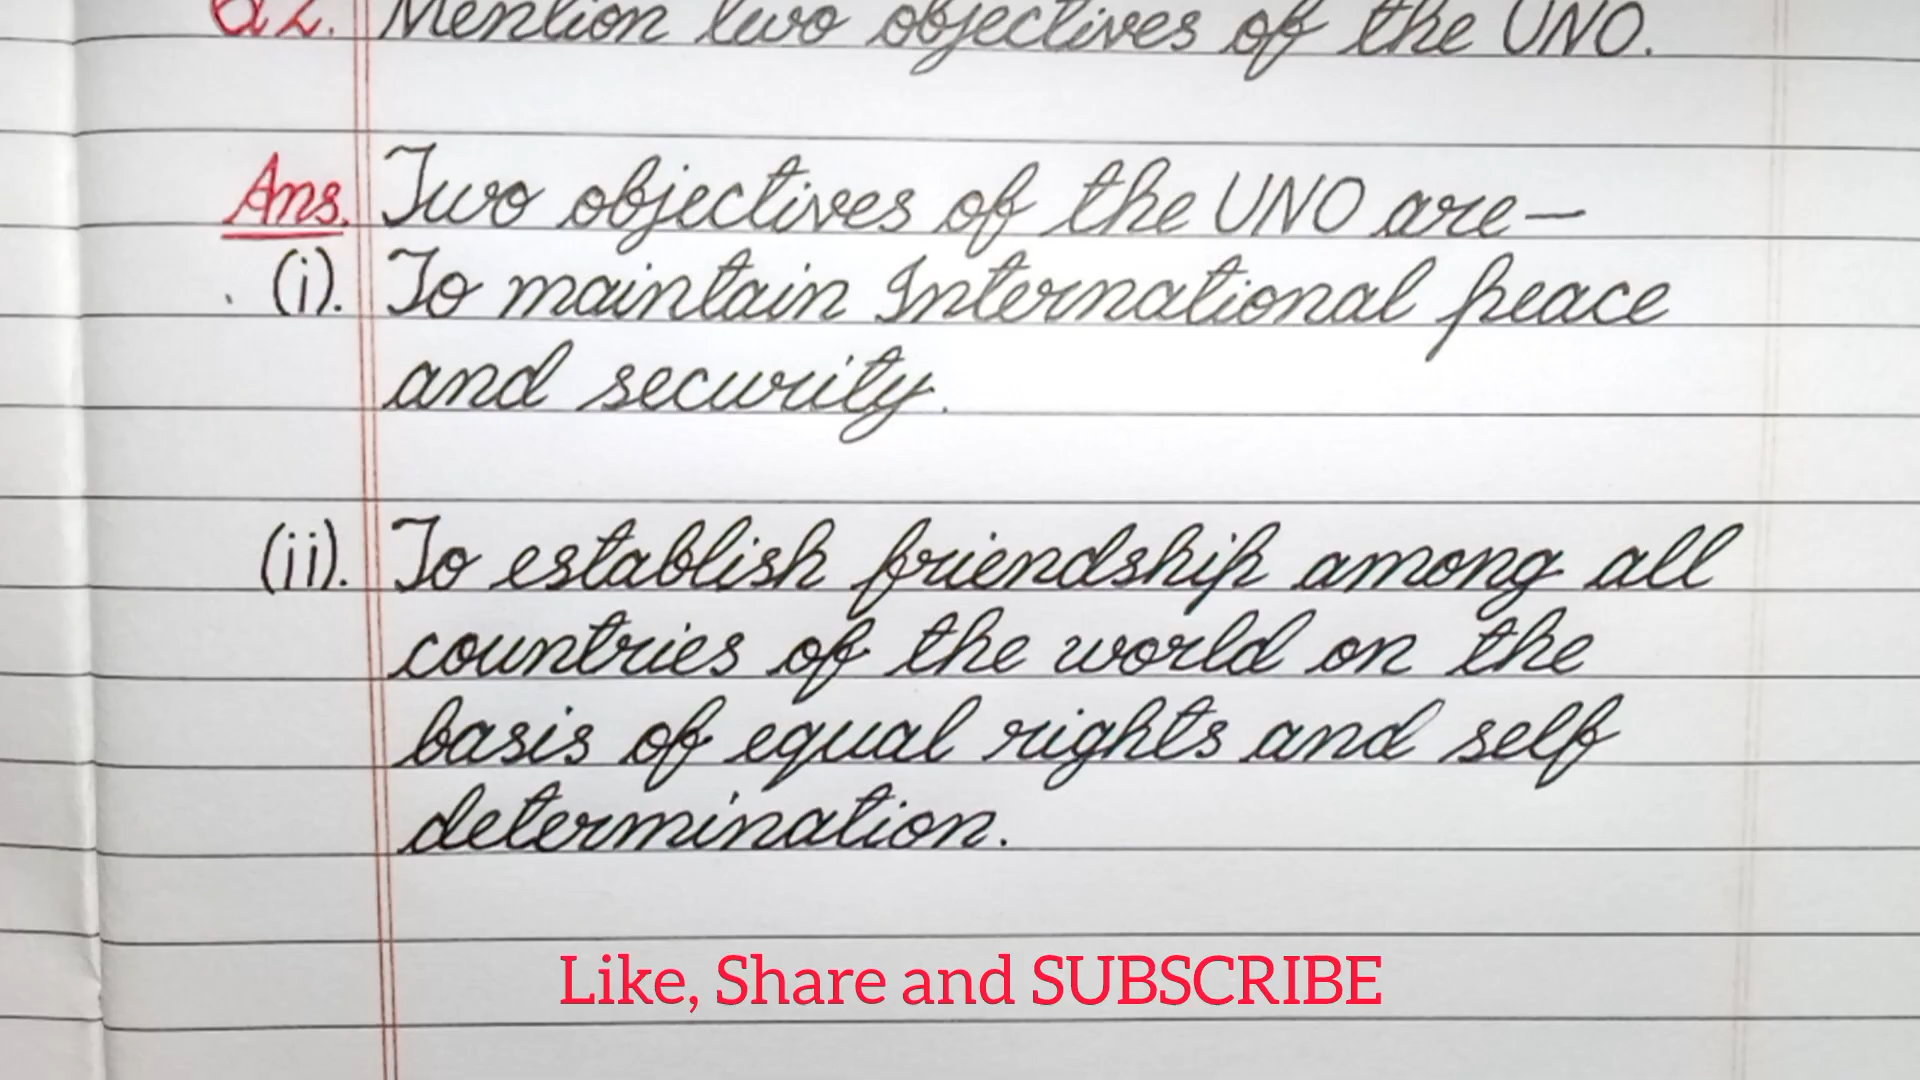 Q2. Mention two objectives of the UNO.
Ans. Two objectives of the UNO are—
(i). To maintain International peace
and security.
(ii). To establish friendship among all
countries of the world on the
basis of equal rights and self
determination.
Like, Share and SUBSCRIBE